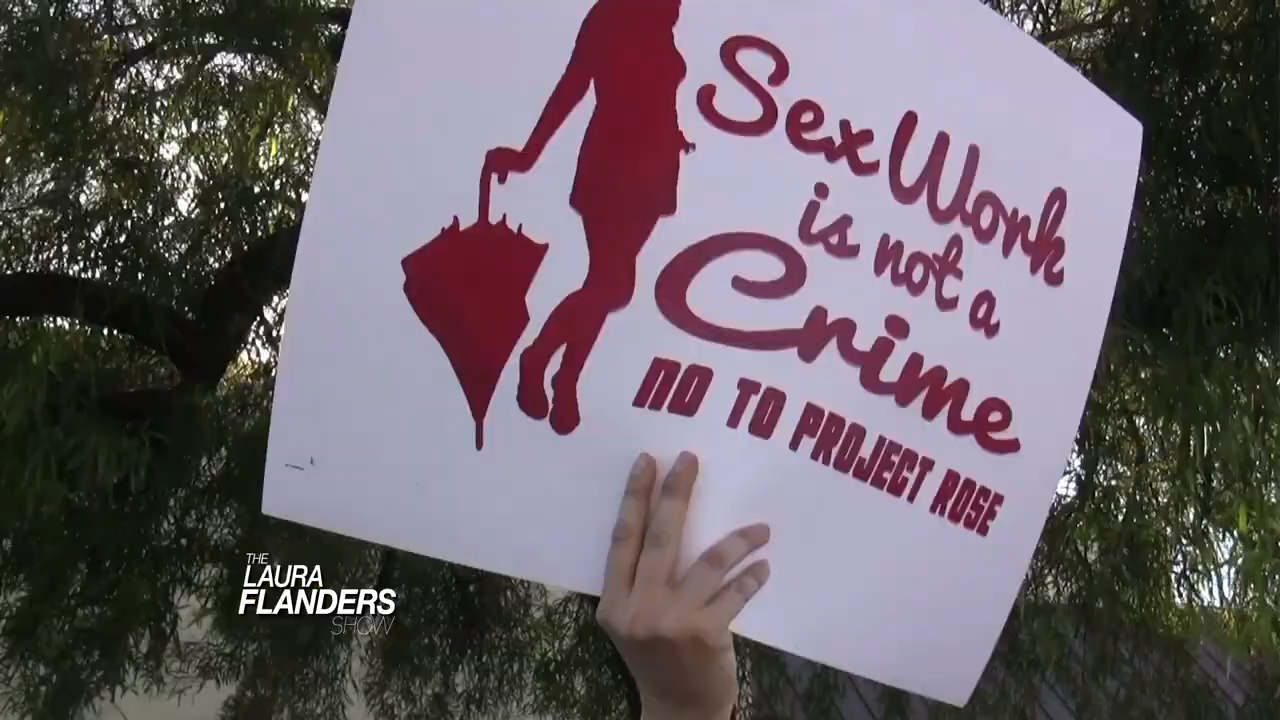 Sex Work
is not a
Crime
NO TO PROJECT ROSE
THE
LAURA
FLANDERS
SHOW